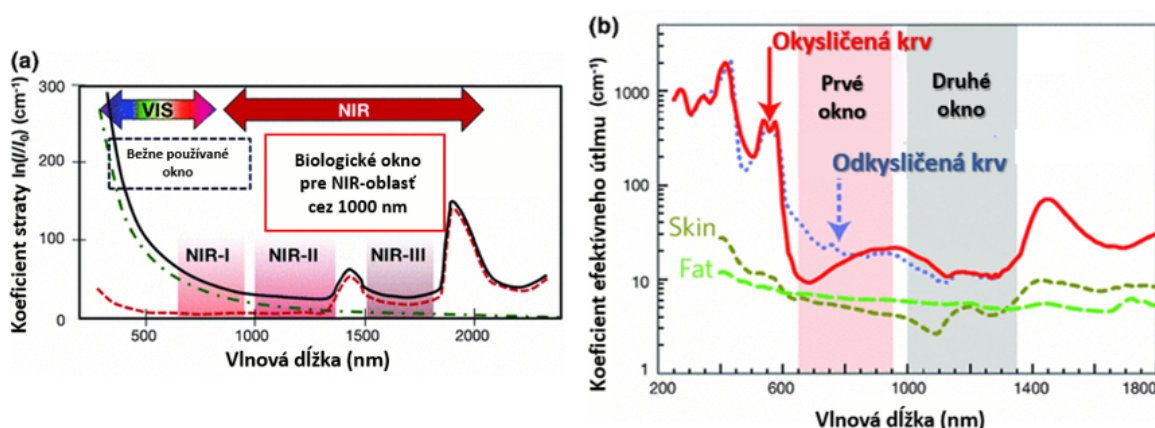 (a)
Koeficient straty ln(I/I₀) (cm⁻¹)
300
200
100
0
VIS
NIR
Bežne používané
okno
Biologické okno
pre NIR-oblasť
cez 1000 nm
NIR-I
NIR-II
NIR-III
500
1000
1500
2000
Vlnová dĺžka (nm)
(b)
Koeficient efektívneho útlmu (cm⁻¹)
1000
100
10
1
Okysličená krv
Prvé
okno
Druhé
okno
Odkysličená krv
Skin
Fat
200
600
1000
1400
1800
Vlnová dĺžka (nm)